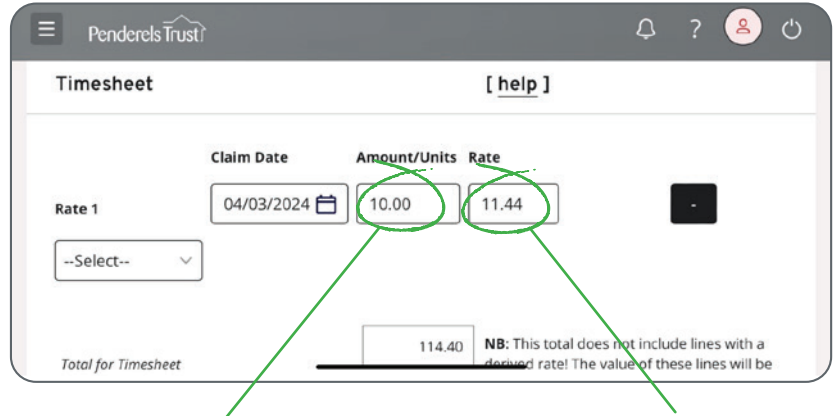 Penderels Trust
?
Timesheet [ help ]
Claim Date Amount/Units Rate
Rate 1 04/03/2024 10.00 11.44 -
--Select--
114.40 NB: This total does not include lines with a
Total for Timesheet derived rate! The value of these lines will be